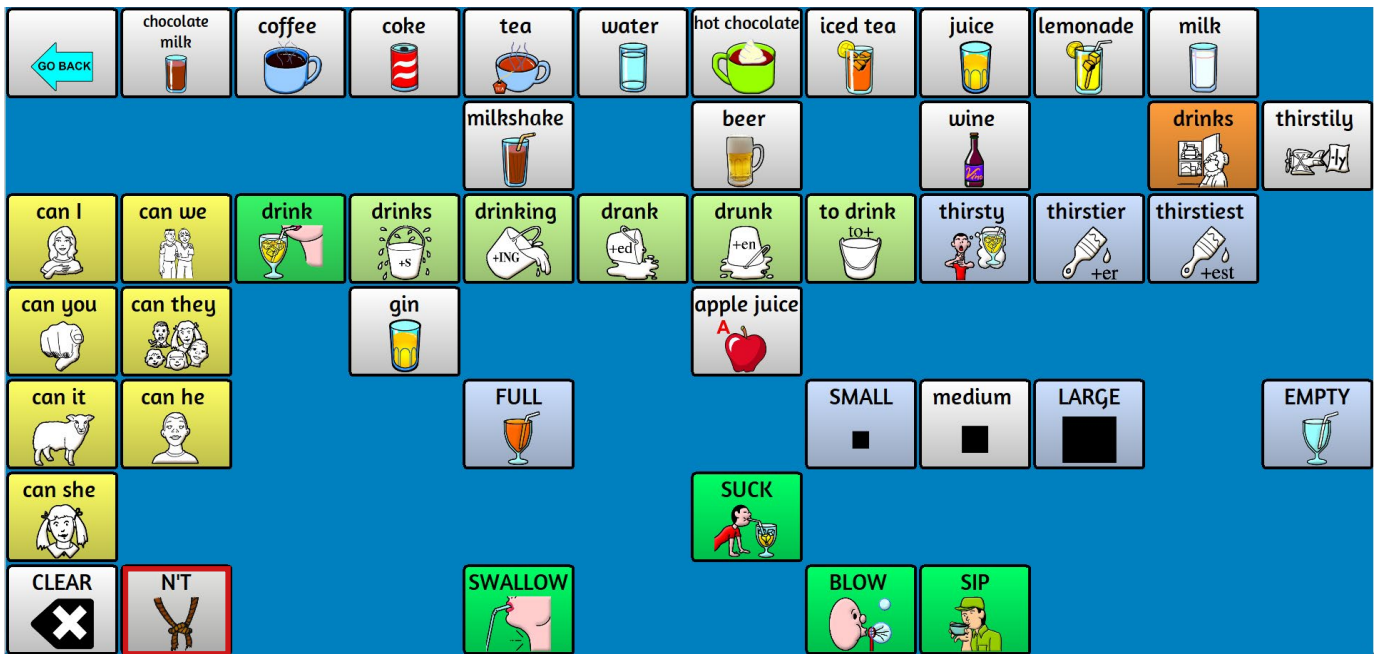 GO BACK
chocolate
milk
coffee
coke
tea
TEA
water
hot chocolate
iced tea
juice
lemonade
milk
milkshake
beer
wine
drinks
thirstily
-ly
can I
can we
drink
drinks
+s
drinking
+ING
drank
+ed
drunk
+en
to drink
to+
thirsty
thirstier
+er
thirstiest
+est
can you
can they
gin
apple juice
A
can it
can he
FULL
SMALL
medium
LARGE
EMPTY
can she
SUCK
CLEAR
N'T
SWALLOW
BLOW
SIP